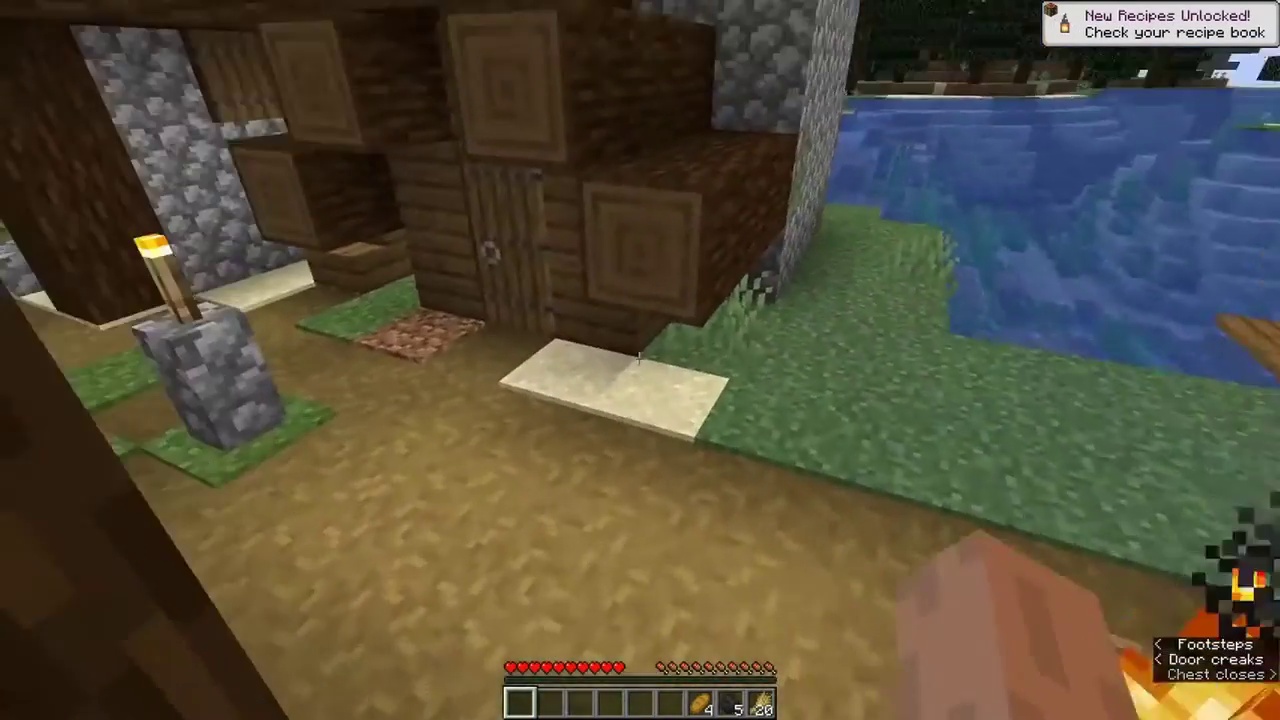 New Recipes Unlocked!
Check your recipe book
< Footsteps
< Door creaks
Chest closes >
4 5 20